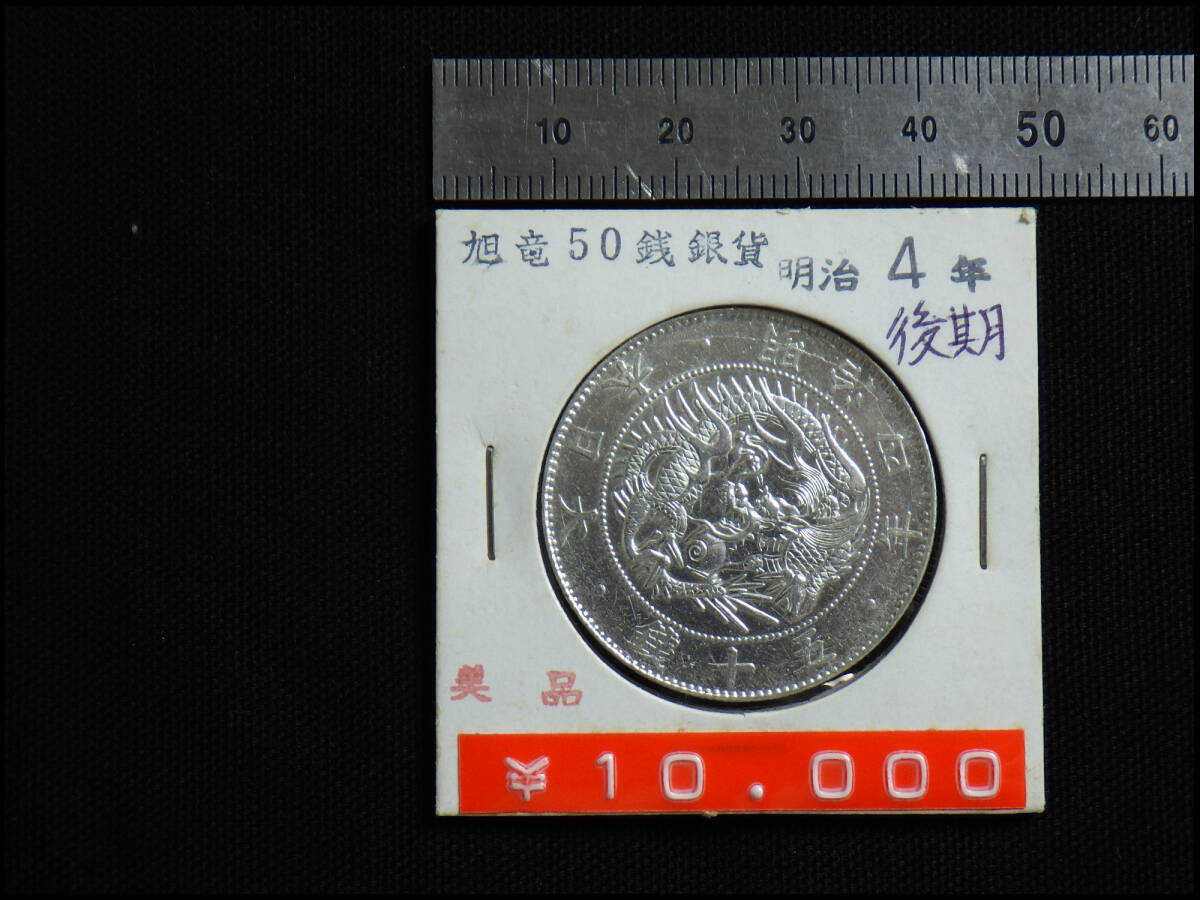 10 20 30 40 50 60
旭竜50銭銀貨 明治 4 年
後期
大日本・明治四年・五十銭
美品
¥10.000